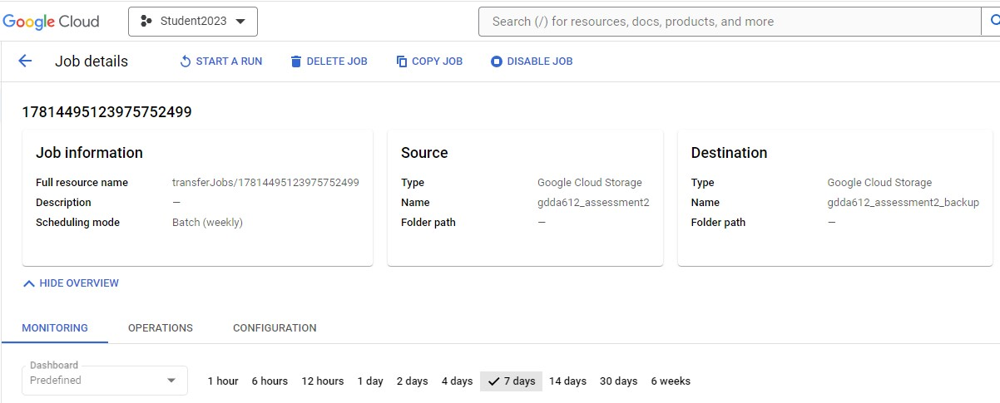 Google Cloud Student2023 Search (/) for resources, docs, products, and more
Job details START A RUN DELETE JOB COPY JOB DISABLE JOB
17814495123975752499
Job information Source Destination
Full resource name transferJobs/17814495123975752499 Type Google Cloud Storage Type Google Cloud Storage
Description — Name gdda612_assessment2 Name gdda612_assessment2_backup
Scheduling mode Batch (weekly) Folder path — Folder path —
HIDE OVERVIEW
MONITORING OPERATIONS CONFIGURATION
Dashboard
Predefined 1 hour 6 hours 12 hours 1 day 2 days 4 days 7 days 14 days 30 days 6 weeks